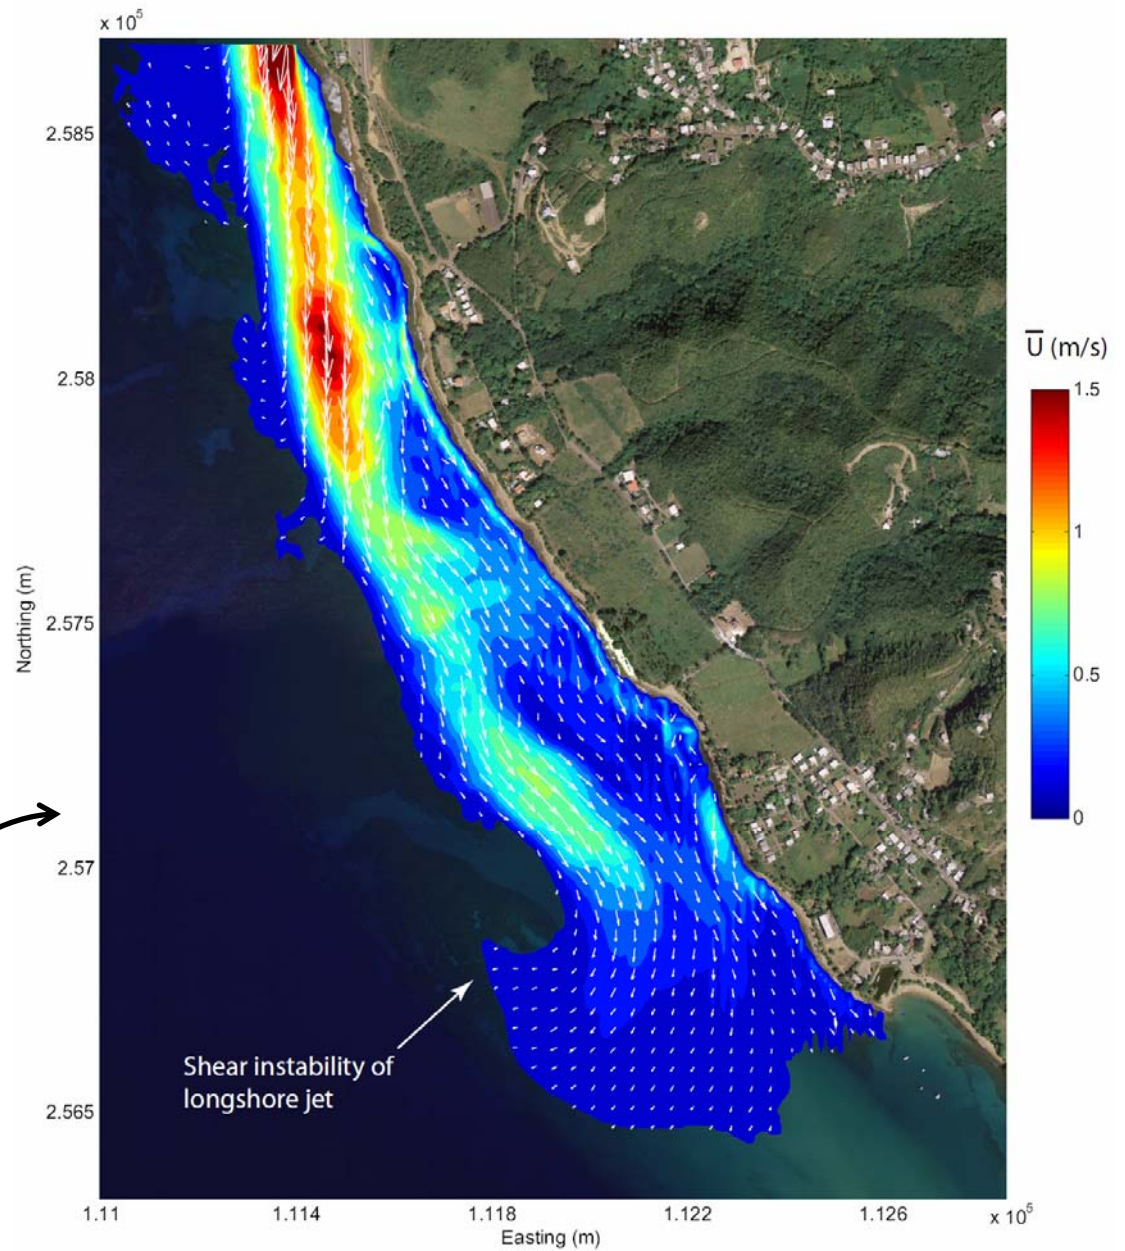 x 10^5
2.585
2.58
2.575
2.57
2.565
Northing (m)
U̅ (m/s)
1.5
1
0.5
0
Shear instability of
longshore jet
1.11 1.114 1.118 1.122 1.126 x 10^5
Easting (m)